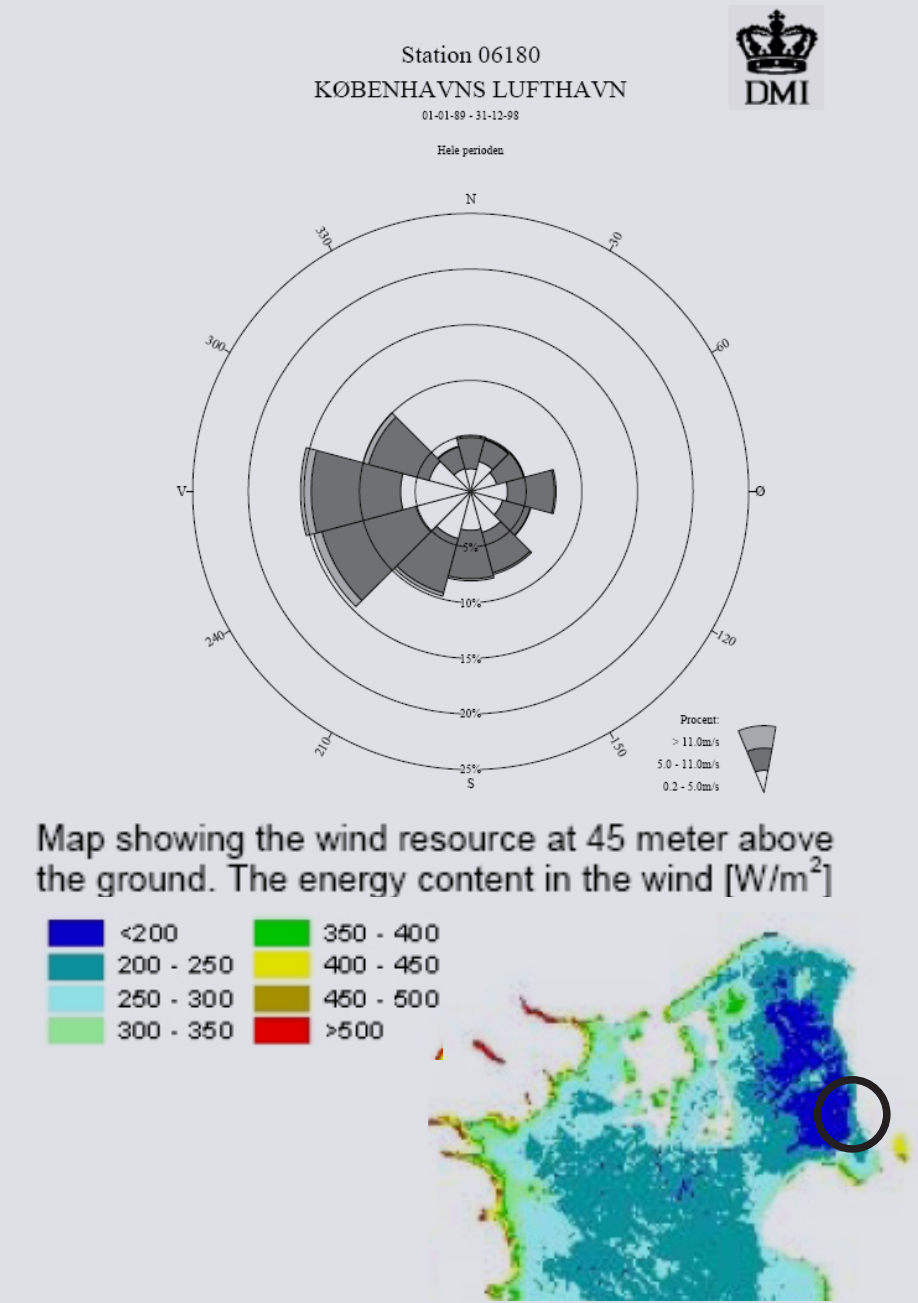 Station 06180
KØBENHAVNS LUFTHAVN
01-01-89 - 31-12-98
Hele perioden
DMI
N
330
30
300
60
V
Ø
5%
10%
240
120
15%
20%
210
150
25%
S
Procent:
> 11.0m/s
5.0 - 11.0m/s
0.2 - 5.0m/s
Map showing the wind resource at 45 meter above
the ground. The energy content in the wind [W/m²]
<200
350 - 400
200 - 250
400 - 450
250 - 300
450 - 500
300 - 350
>500